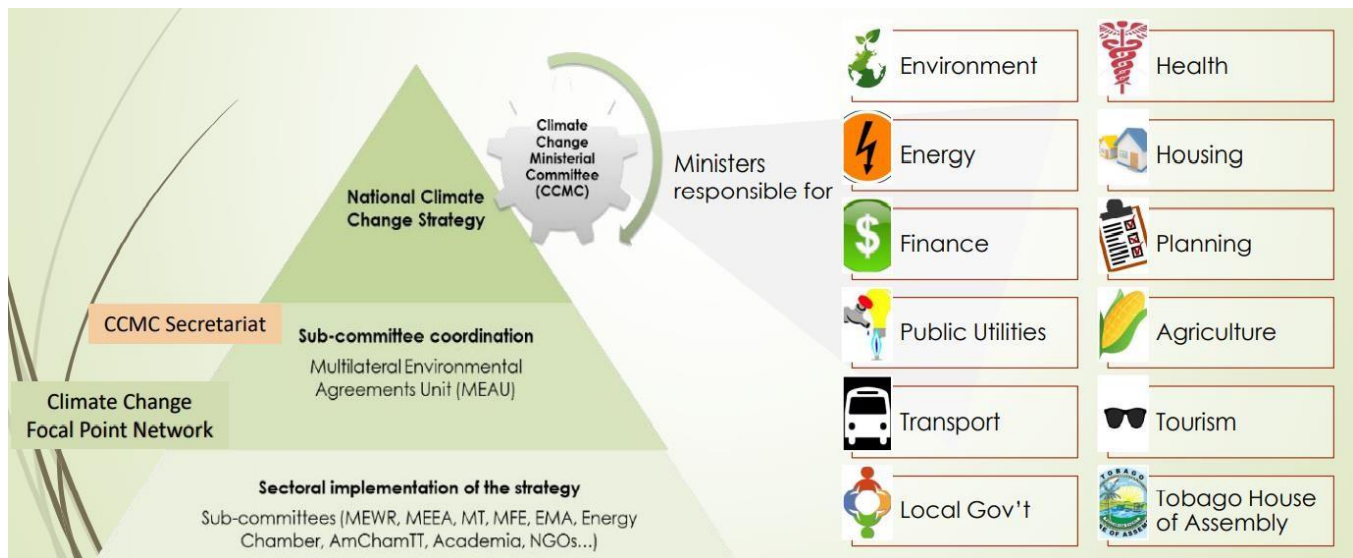 National Climate
Change Strategy
Climate
Change
Ministerial
Committee
(CCMC)
Ministers
responsible for
CCMC Secretariat
Sub-committee coordination
Multilateral Environmental
Agreements Unit (MEAU)
Climate Change
Focal Point Network
Sectoral implementation of the strategy
Sub-committees (MEWR, MEEA, MT, MFE, EMA, Energy
Chamber, AmChamTT, Academia, NGOs...)
Environment
Health
Energy
Housing
$
Finance
Planning
Public Utilities
Agriculture
Transport
Tourism
Local Gov't
TOBAGO
Tobago House
of Assembly